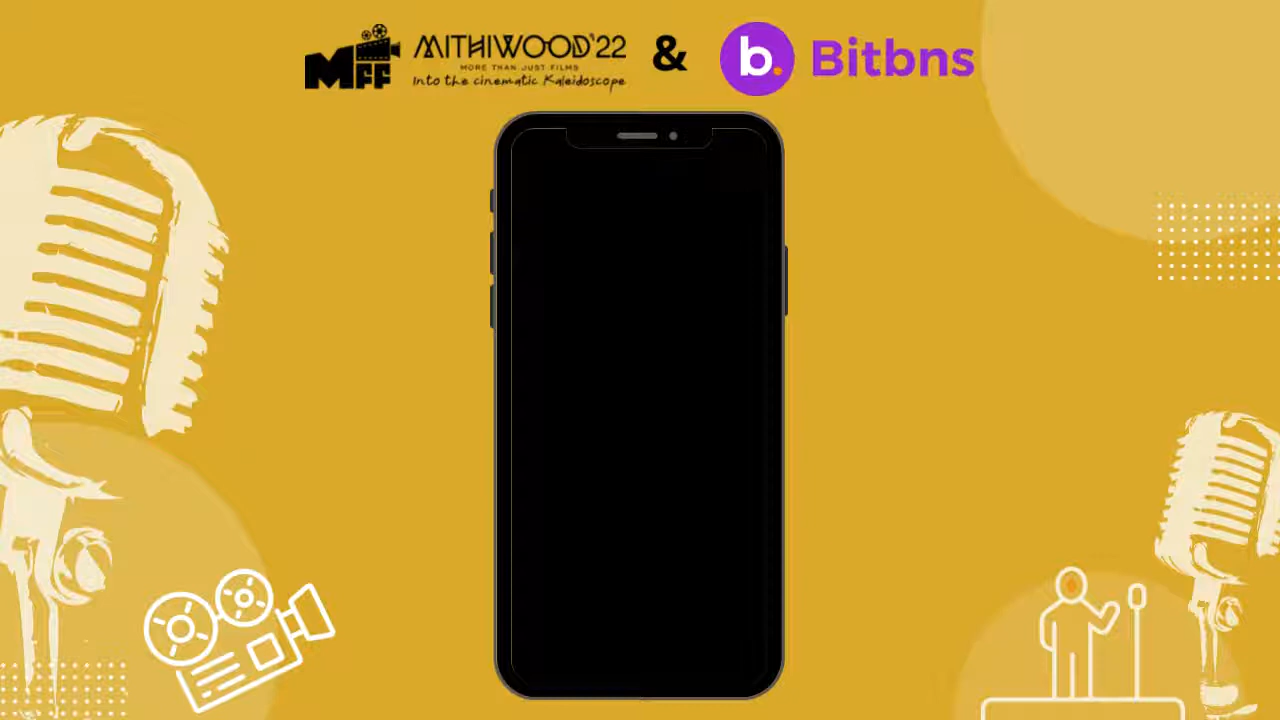 MFF
MITHIWOOD'22
MORE THAN JUST FILMS
Into the cinematic Kaleidoscope
&
b.
Bitbns